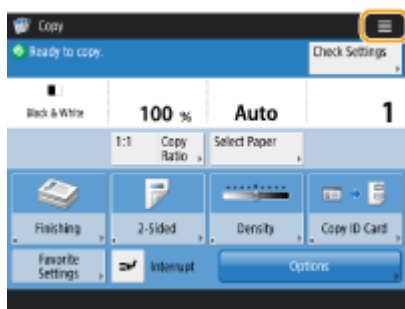 Copy
Ready to copy.
Check Settings
Black & White
100 %
Auto
1
1:1
Copy
Ratio
Select Paper
Finishing
2-Sided
Density
Copy ID Card
Favorite
Settings
Interrupt
Options